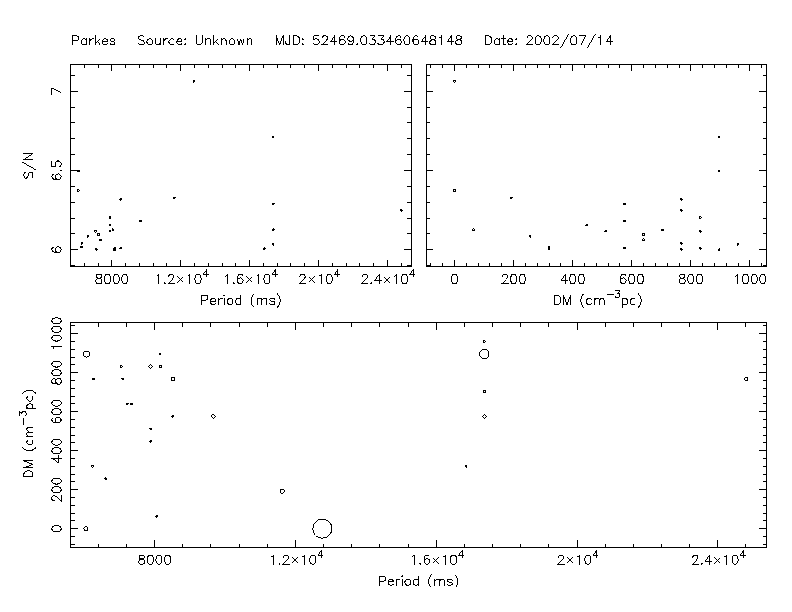 Parkes Source: Unknown MJD: 52469.033460648148 Date: 2002/07/14
S/N
7
6.5
6
8000 1.2×10⁴ 1.6×10⁴ 2×10⁴ 2.4×10⁴
Period (ms)
0 200 400 600 800 1000
DM (cm⁻³pc)
DM (cm⁻³pc)
1000
800
600
400
200
0
8000 1.2×10⁴ 1.6×10⁴ 2×10⁴ 2.4×10⁴
Period (ms)